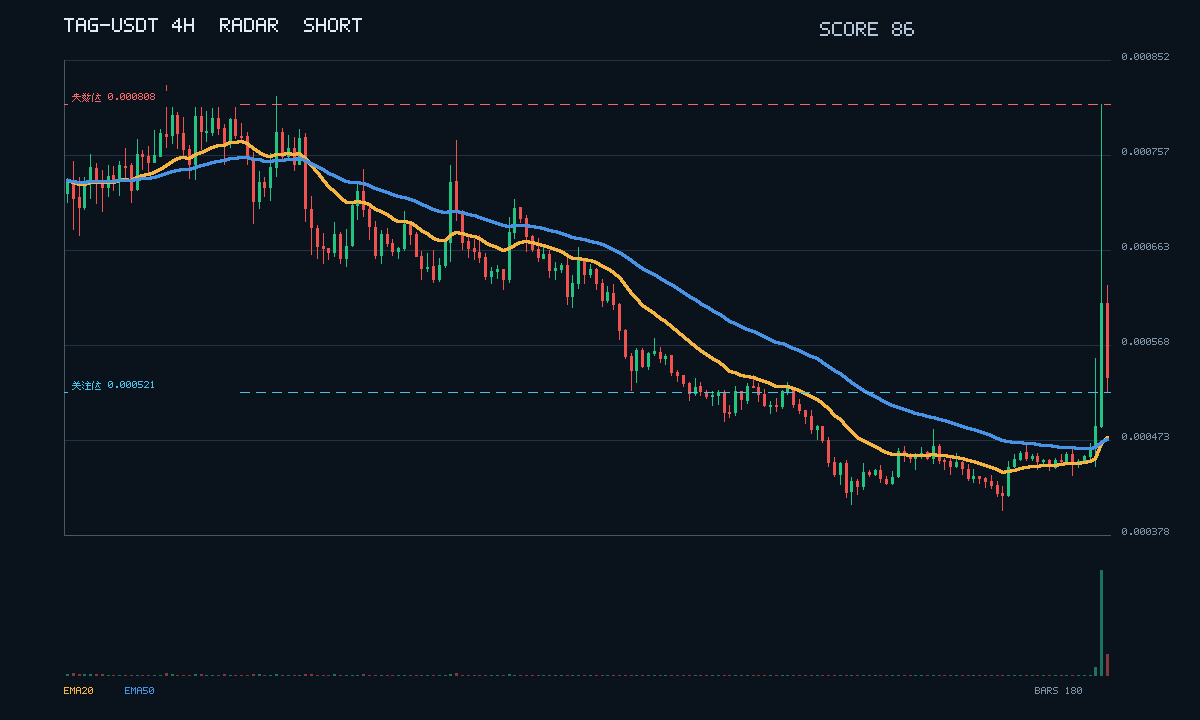 TAG-USDT 4H RADAR SHORT
SCORE 86
0.000852
失效位 0.000808
0.000757
0.000663
0.000568
关注位 0.000521
0.000473
0.000378
EMA20 EMA50
BARS 180